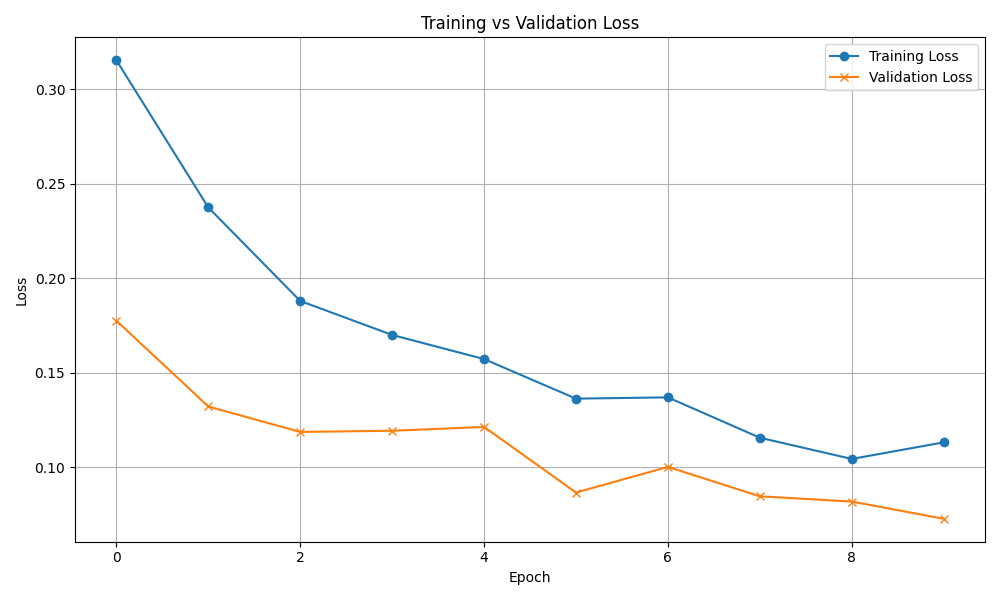 Training vs Validation Loss
Training Loss
Validation Loss
0.30
0.25
0.20
0.15
0.10
Loss
0 2 4 6 8
Epoch